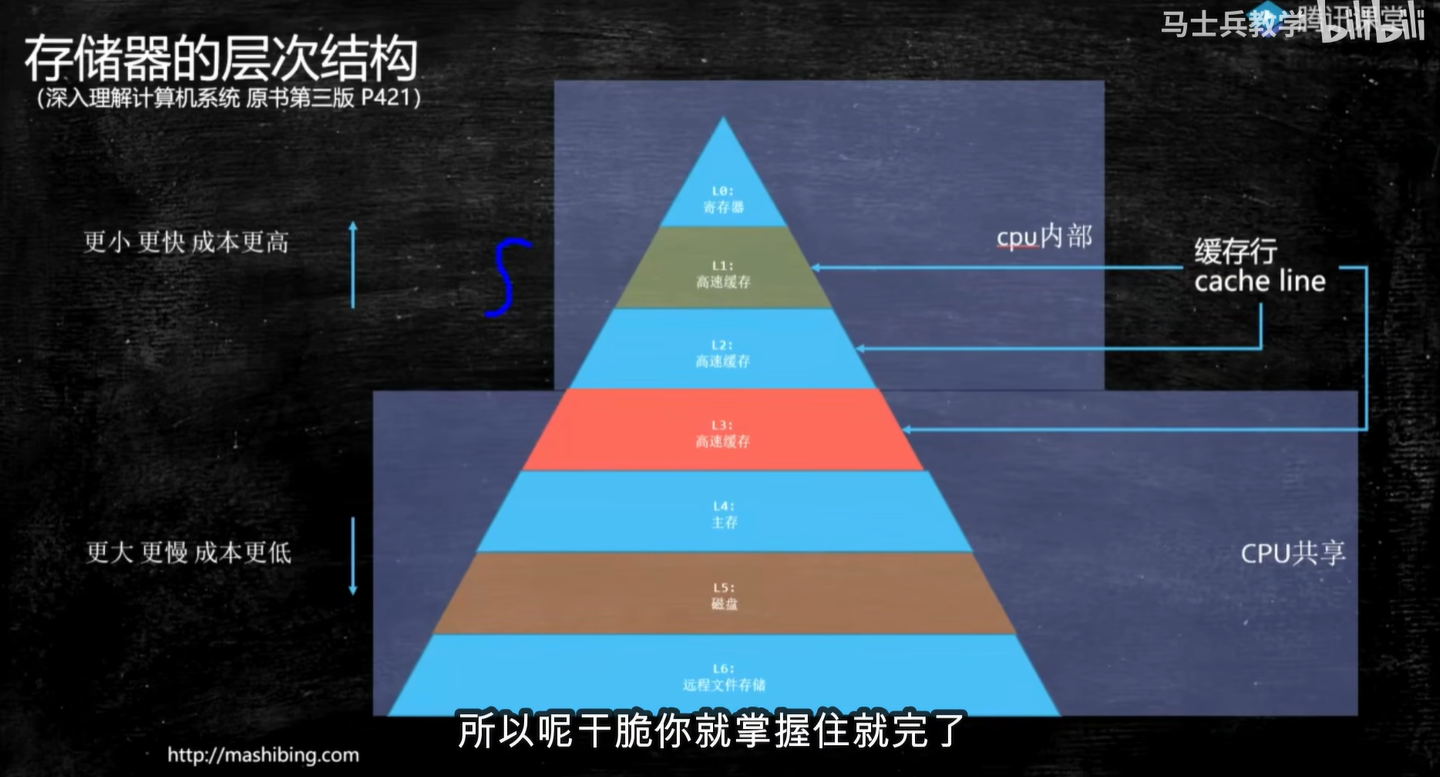 马士兵教学
腾讯课堂
bilibili
存储器的层次结构
（深入理解计算机系统 原书第三版 P421）
L0:
寄存器
更小 更快 成本更高
cpu内部
缓存行
cache line
L1:
高速缓存
L2:
高速缓存
L3:
高速缓存
L4:
主存
更大 更慢 成本更低
CPU共享
L5:
磁盘
L6:
远程文件存储
所以呢干脆你就掌握住就完了
http://mashibing.com